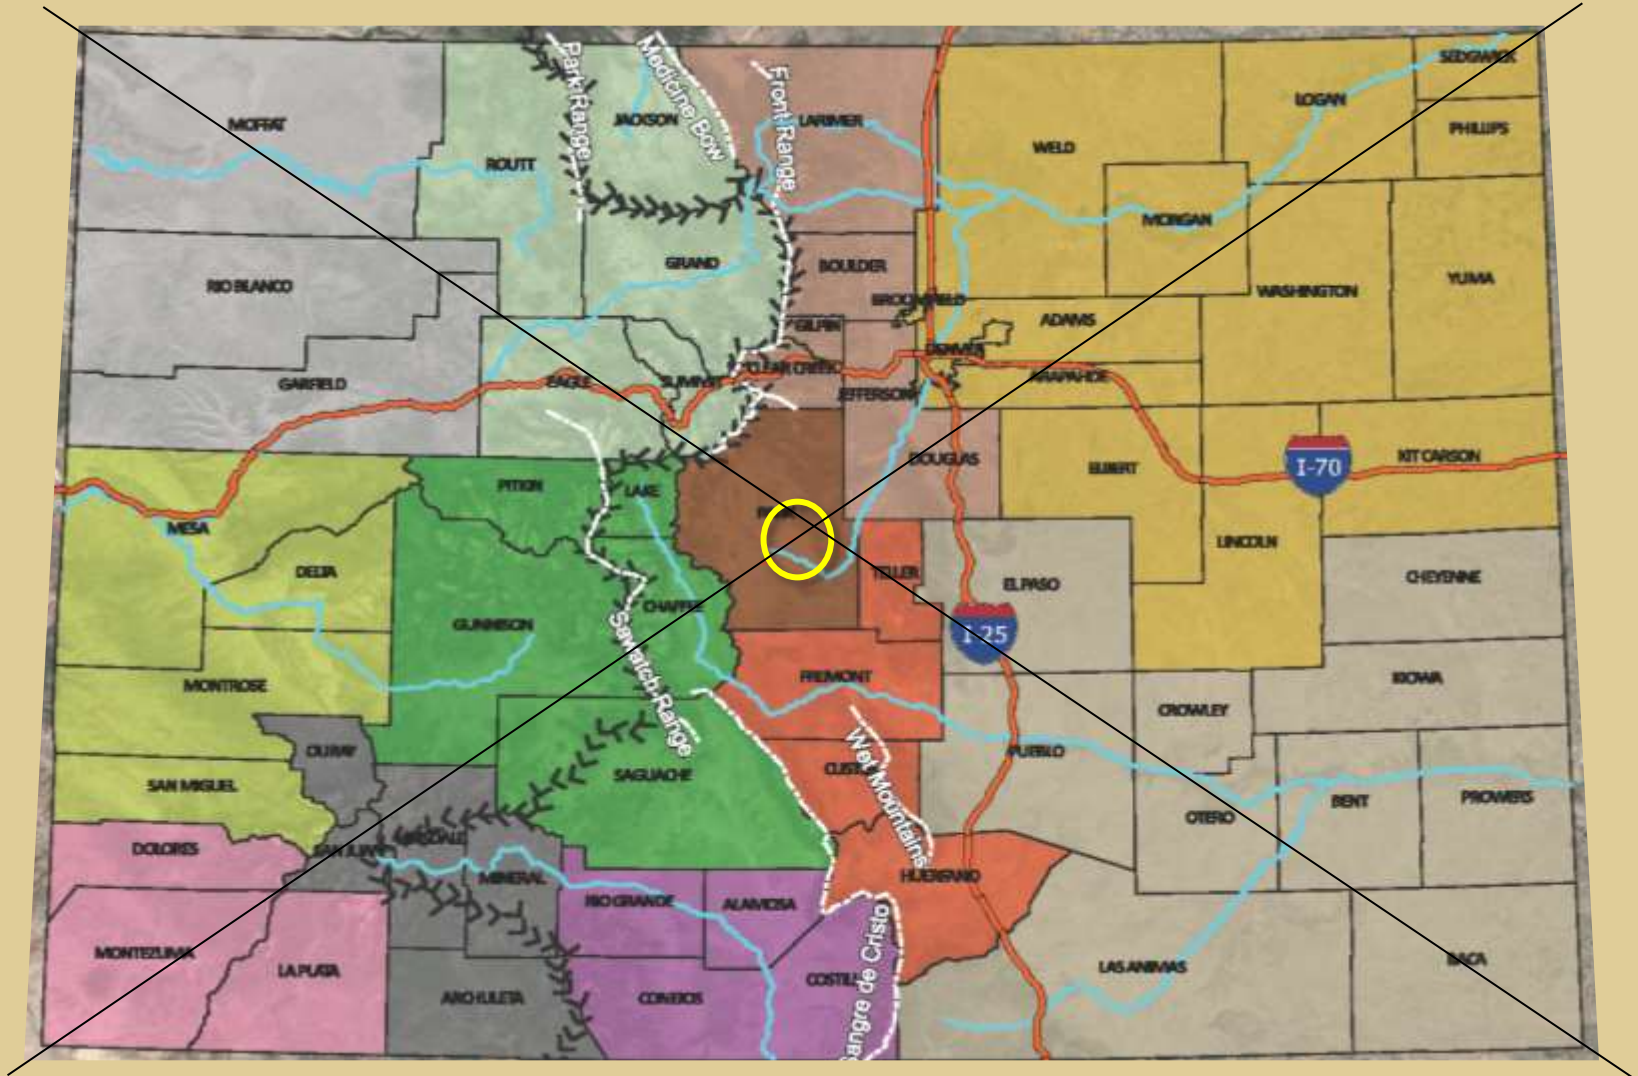 Park Range
Medicine Bow
Front Range
SEDGWICK
LOGAN
PHILLIPS
MOFFAT
JACKSON
LARIMER
WELD
ROUTT
MORGAN
GRAND
BOULDER
RIO BLANCO
WASHINGTON
YUMA
BROOMFIELD
GILPIN
ADAMS
DENVER
GARFIELD
EAGLE
SUMMIT
CLEAR CREEK
ARAPAHOE
JEFFERSON
DOUGLAS
ELBERT
I-70
KIT CARSON
PITKIN
LAKE
MESA
LINCOLN
DELTA
TELLER
EL PASO
CHEYENNE
CHAFFEE
GUNNISON
I-25
Sawatch Range
MONTROSE
FREMONT
KIOWA
CROWLEY
OURAY
PUEBLO
SAN MIGUEL
SAGUACHE
CUSTER
Wet Mountains
OTERO
BENT
PROWERS
DOLORES
SAN JUAN
HINSDALE
MINERAL
HUERFANO
RIO GRANDE
ALAMOSA
MONTEZUMA
LA PLATA
ARCHULETA
CONEJOS
COSTILLA
Sangre de Cristo
LAS ANIMAS
BACA